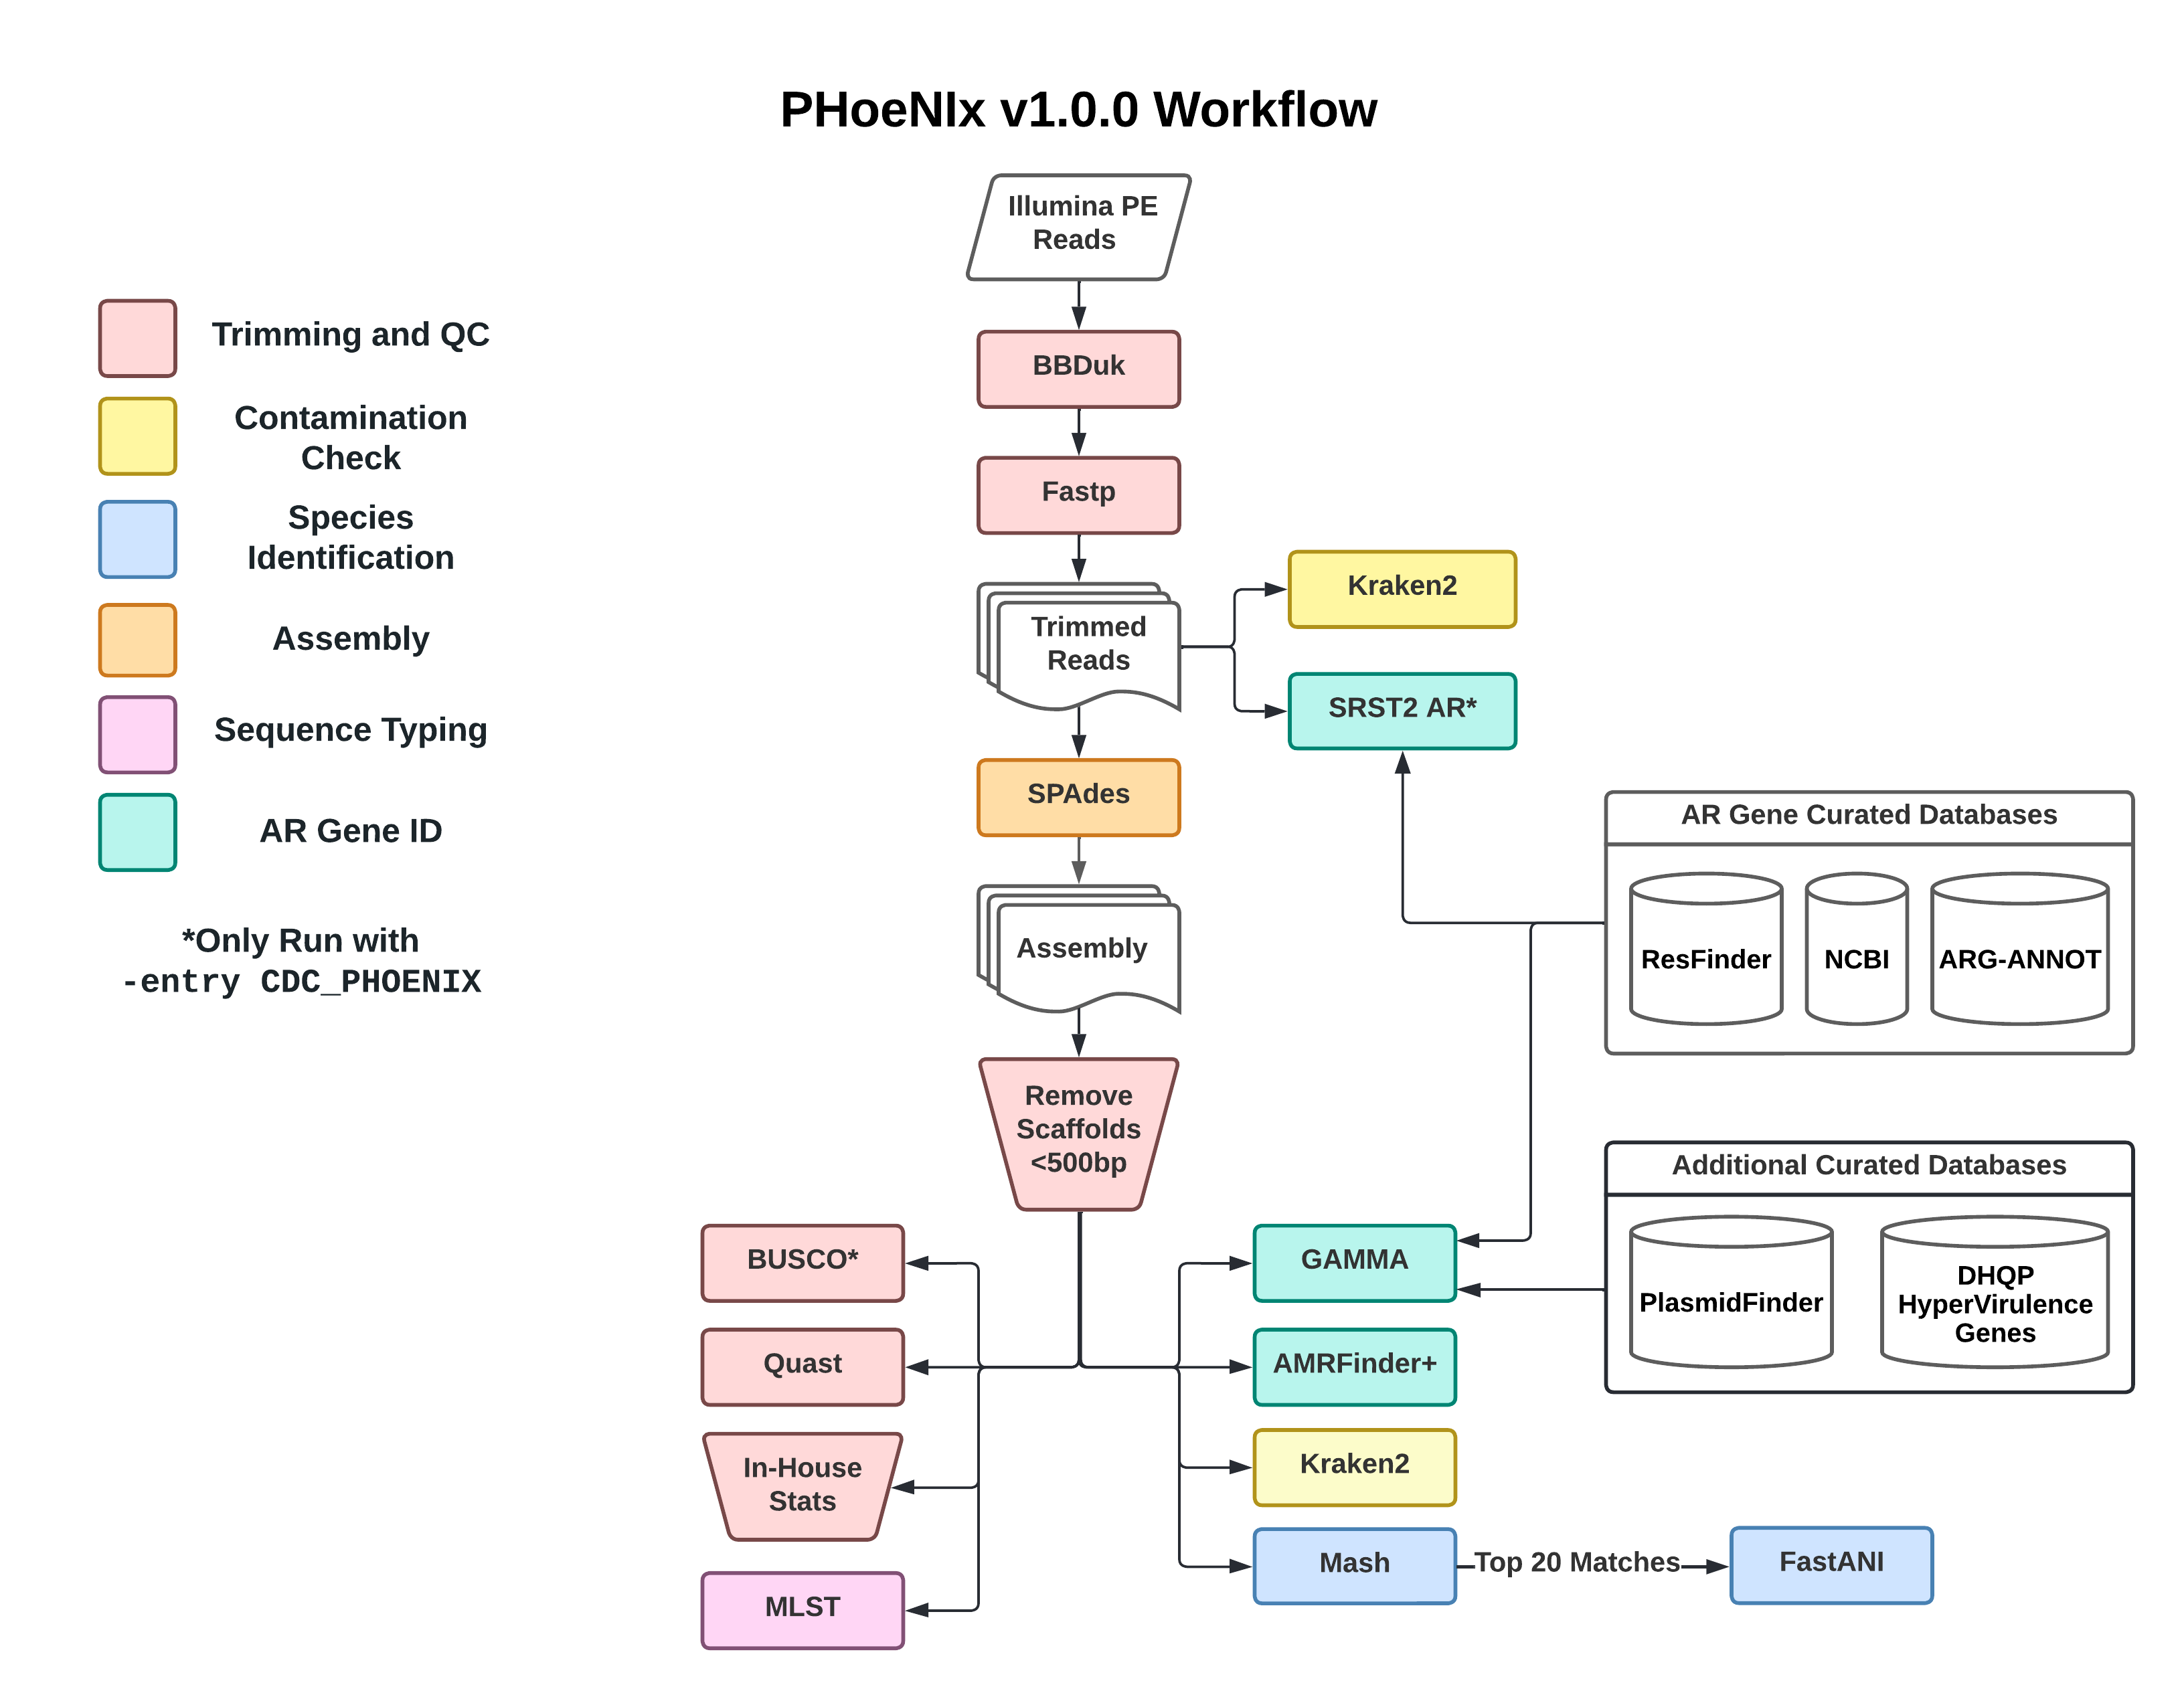 PHoeNIx v1.0.0 Workflow
Illumina PE
Reads
BBDuk
Fastp
Trimmed
Reads
Kraken2
SRST2 AR*
SPAdes
Assembly
Remove
Scaffolds
<500bp
Trimming and QC
Contamination
Check
Species
Identification
Assembly
Sequence Typing
AR Gene ID
*Only Run with
-entry CDC_PHOENIX
AR Gene Curated Databases
ResFinder
NCBI
ARG-ANNOT
Additional Curated Databases
PlasmidFinder
DHQP
HyperVirulence
Genes
BUSCO*
Quast
In-House
Stats
MLST
GAMMA
AMRFinder+
Kraken2
Mash
Top 20 Matches
FastANI